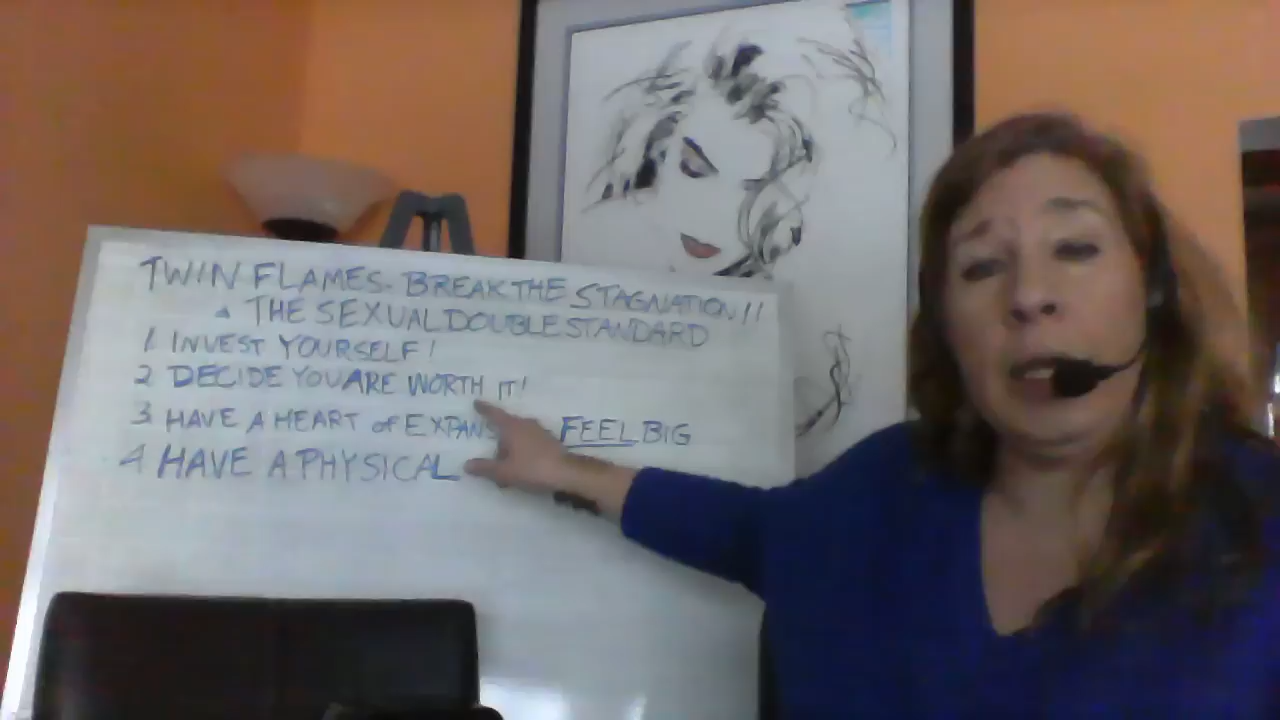 TWIN FLAMES- BREAK THE STAGNATION!!
THE SEXUAL DOUBLE STANDARD
1 INVEST YOURSELF!
2 DECIDE YOU ARE WORTH IT!
3 HAVE A HEART OF EXPANS FEEL BIG
4 HAVE A PHYSICAL